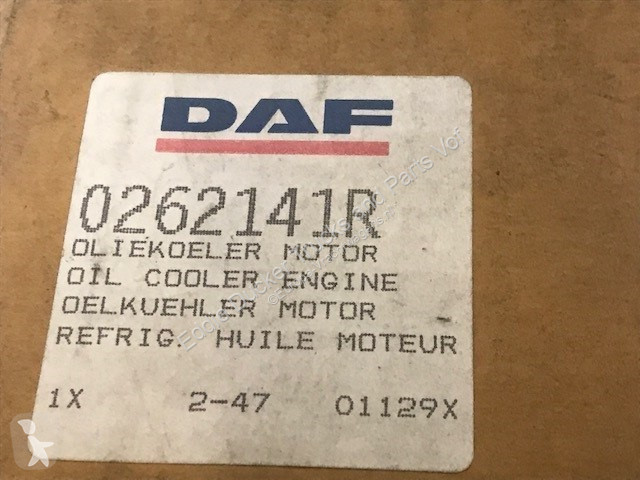 DAF
0262141R
OLIEKOELER MOTOR
OIL COOLER ENGINE
OELKUEHLER MOTOR
REFRIG. HUILE MOTEUR
1X 2-47 01129X